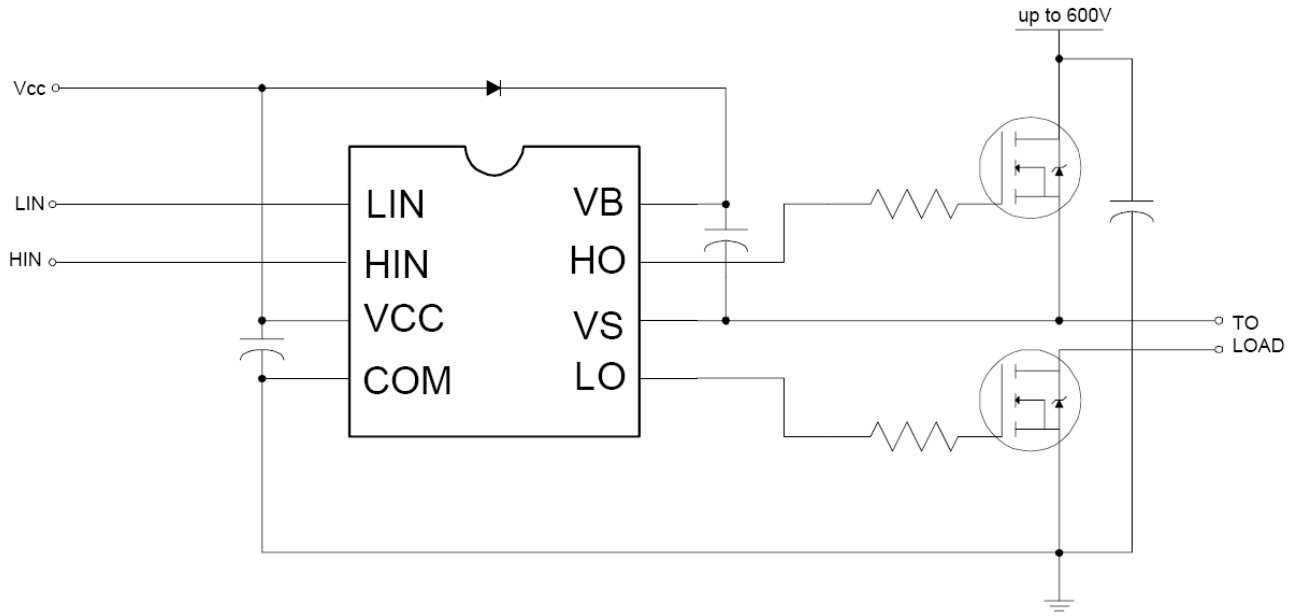 up to 600V
Vcc
LIN
HIN
LIN
HIN
VCC
COM
VB
HO
VS
LO
TO
LOAD